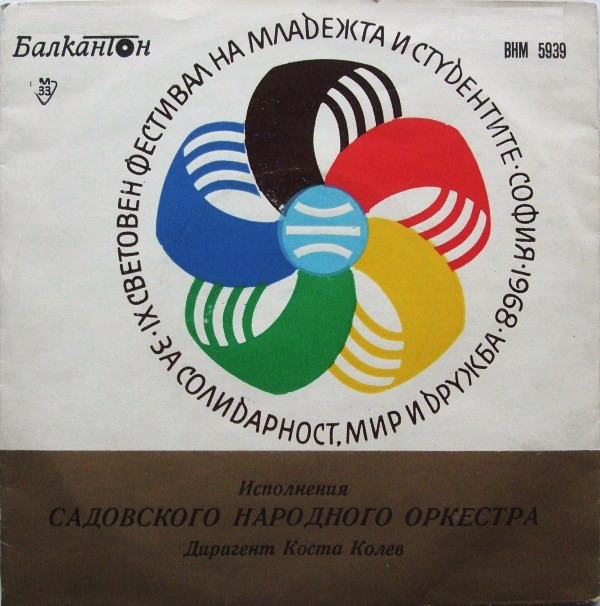 Балкантон
ВНМ 5939
М
33
IX СВЕТОВЕН ФЕСТИВАЛ НА МЛАДЕЖТА И СТУДЕНТИТЕ · СОФИЯ 1968 ·
ЗА СОЛИДАРНОСТ, МИР И ДРУЖБА ·
Исполнения
САДОВСКОГО НАРОДНОГО ОРКЕСТРА
Диригент Коста Колев